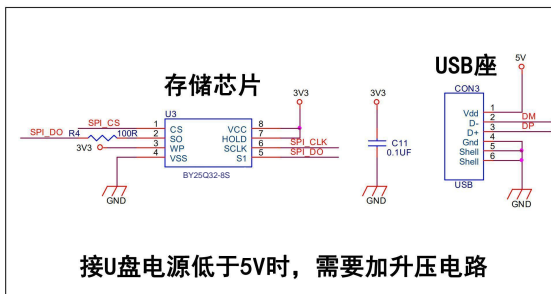 存储芯片
USB座
5V
3V3
3V3
CON3
SPI_CS
U3
SPI_DO
R4
100R
1
CS
VCC
8
2
SO
HOLD
7
3V3
3
WP
SCLK
6
SPI_CLK
4
VSS
S1
5
SPI_DO
BY25Q32-8S
C11
0.1UF
Vdd
1
D-
2
DM
D+
3
DP
Gnd
4
Shell
5
Shell
6
USB
GND
GND
GND
GND
接U盘电源低于5V时，需要加升压电路